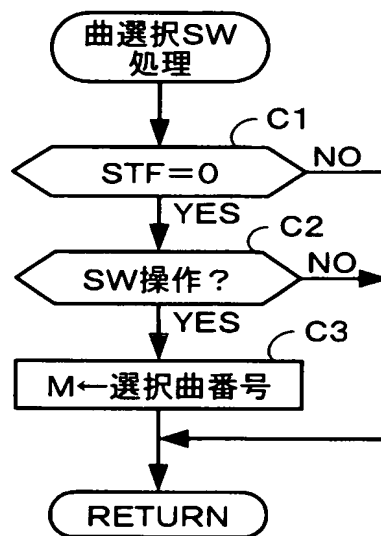 曲選択SW
処理
C1
STF=0
NO
YES
C2
SW操作?
NO
YES
C3
M←選択曲番号
RETURN